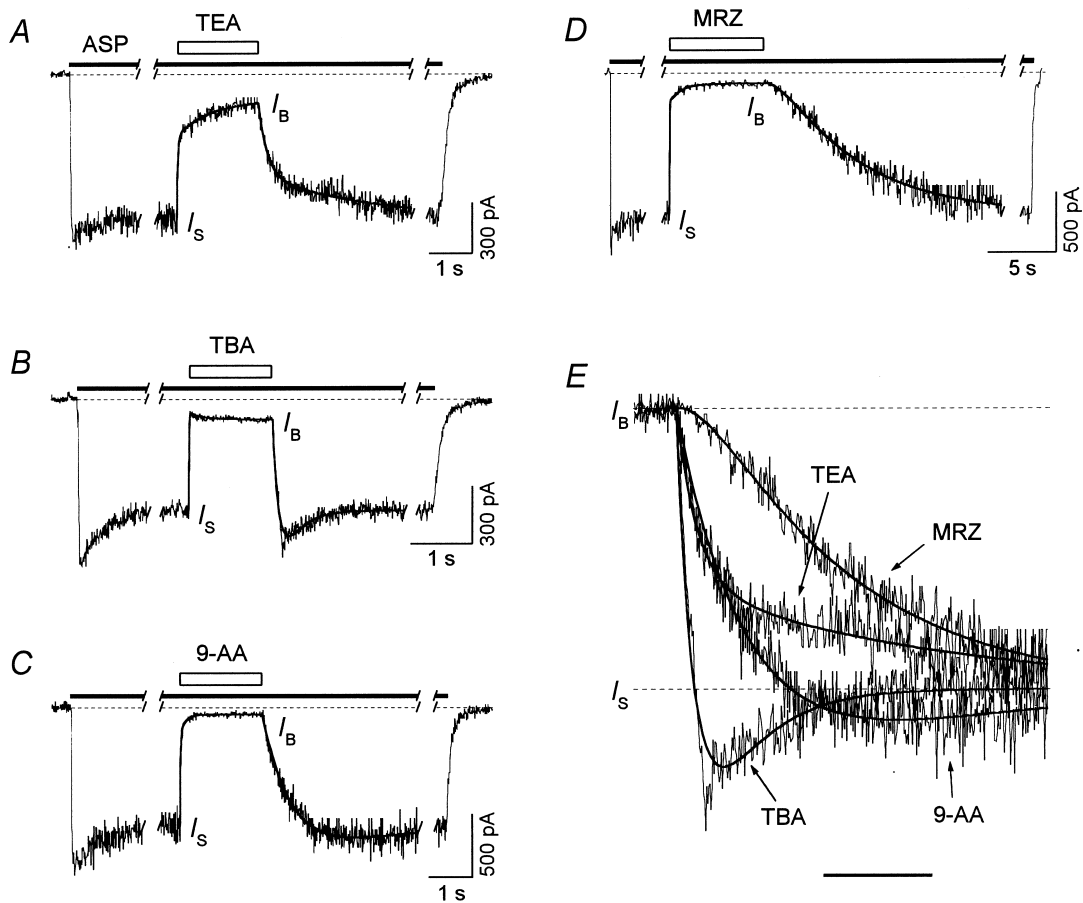 A
TEA
ASP
I_B
I_S
300 pA
1 s
B
TBA
I_B
I_S
300 pA
1 s
C
9-AA
I_B
I_S
500 pA
1 s
D
MRZ
I_B
I_S
500 pA
5 s
E
I_B
TEA
MRZ
I_S
TBA
9-AA